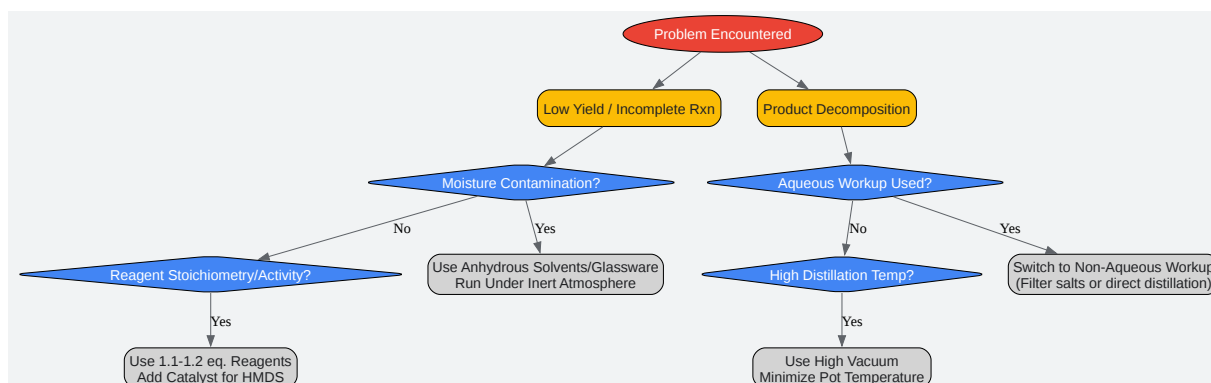 Problem Encountered
Low Yield / Incomplete Rxn
Product Decomposition
Moisture Contamination?
Aqueous Workup Used?
No
Yes
No
Yes
Reagent Stoichiometry/Activity?
Use Anhydrous Solvents/Glassware
Run Under Inert Atmosphere
High Distillation Temp?
Switch to Non-Aqueous Workup
(Filter salts or direct distillation)
Yes
Yes
Use 1.1-1.2 eq. Reagents
Add Catalyst for HMDS
Use High Vacuum
Minimize Pot Temperature